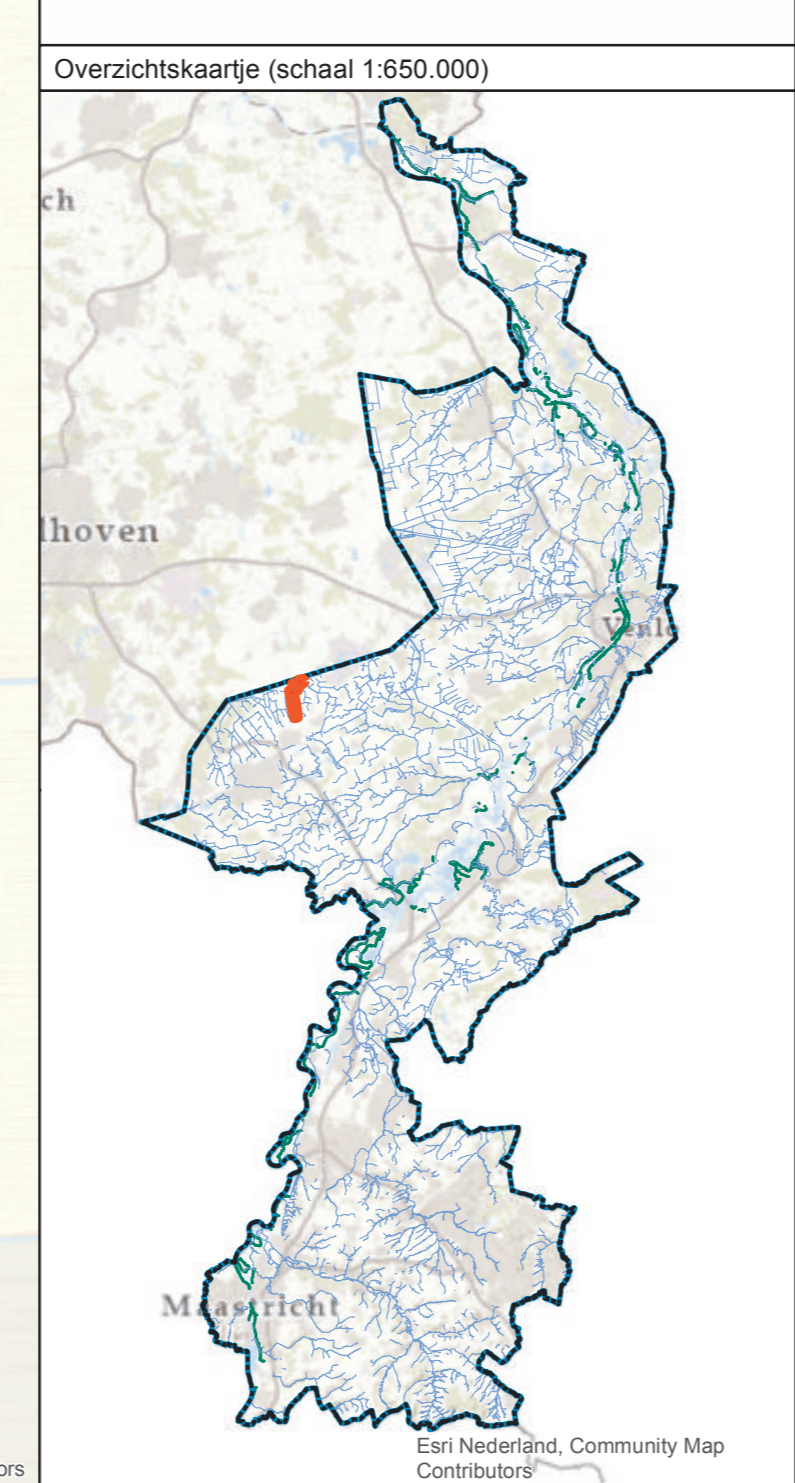 Overzichtskaartje (schaal 1:650.000)
ch
lhoven
Venlo
Maastricht
Esri Nederland, Community Map
Contributors
ors